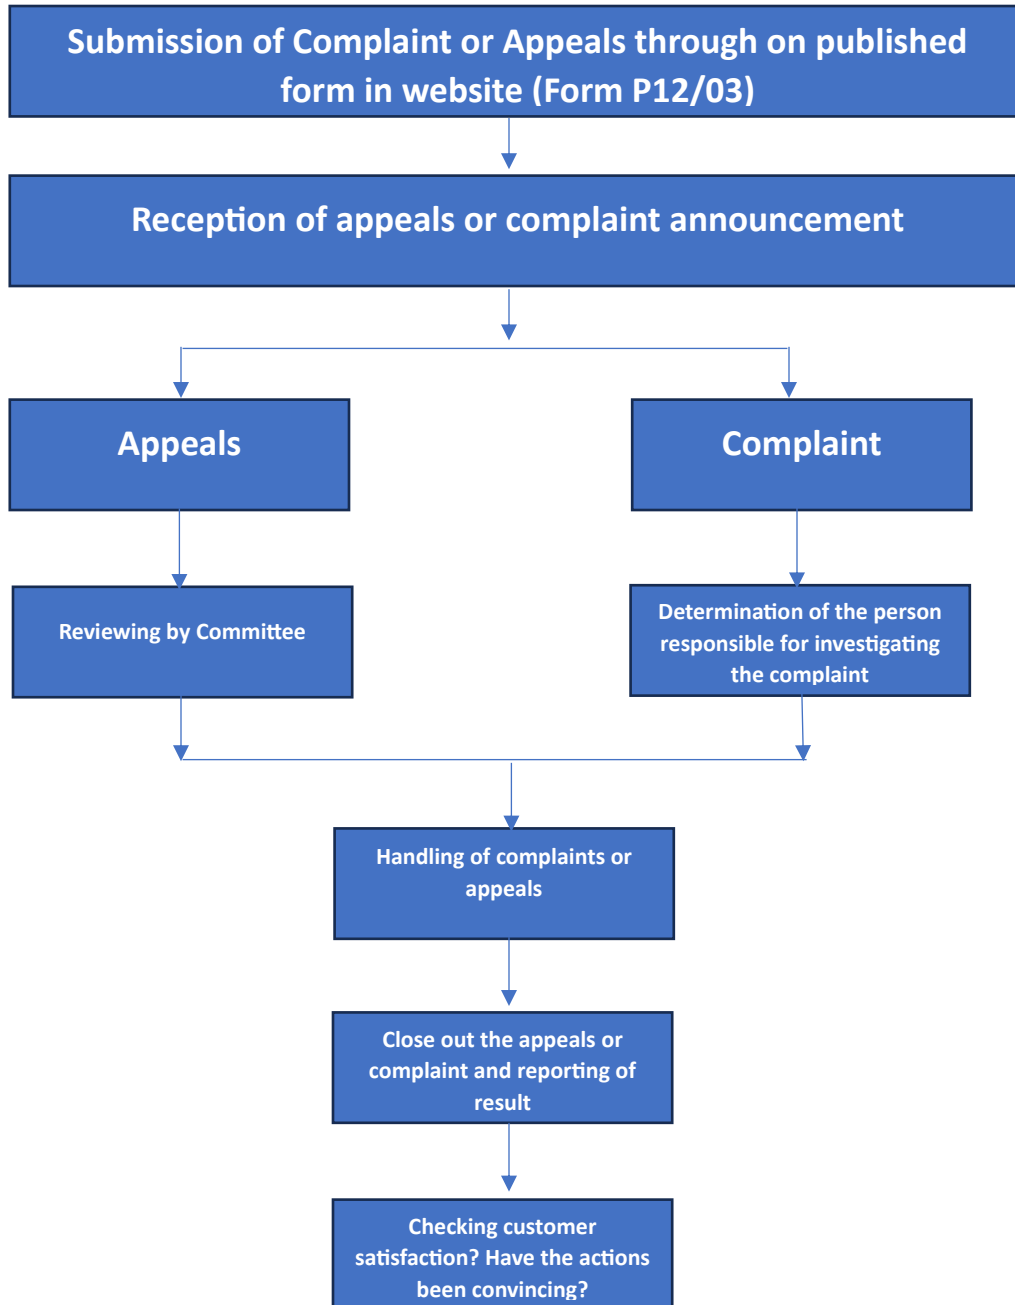 Submission of Complaint or Appeals through on published
form in website (Form P12/03)
Reception of appeals or complaint announcement
Appeals
Complaint
Reviewing by Committee
Determination of the person
responsible for investigating
the complaint
Handling of complaints or
appeals
Close out the appeals or
complaint and reporting of
result
Checking customer
satisfaction? Have the actions
been convincing?